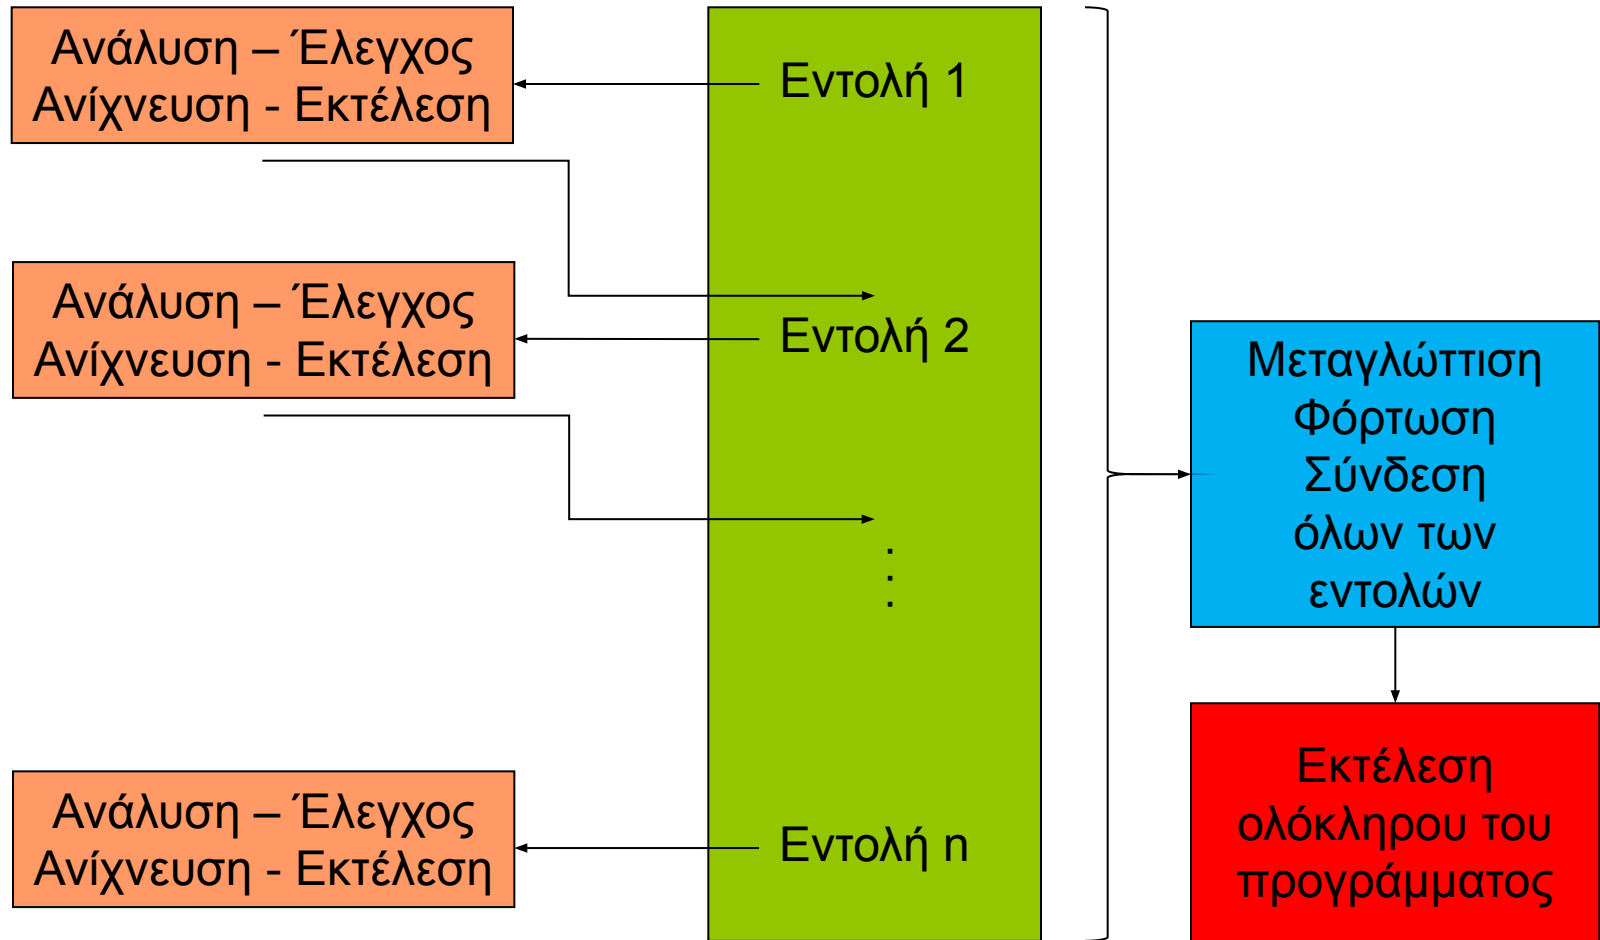 Ανάλυση – Έλεγχος
Ανίχνευση - Εκτέλεση
Εντολή 1
Ανάλυση – Έλεγχος
Ανίχνευση - Εκτέλεση
Εντολή 2
.
.
.
Ανάλυση – Έλεγχος
Ανίχνευση - Εκτέλεση
Εντολή n
Μεταγλώττιση
Φόρτωση
Σύνδεση
όλων των
εντολών
Εκτέλεση
ολόκληρου του
προγράμματος